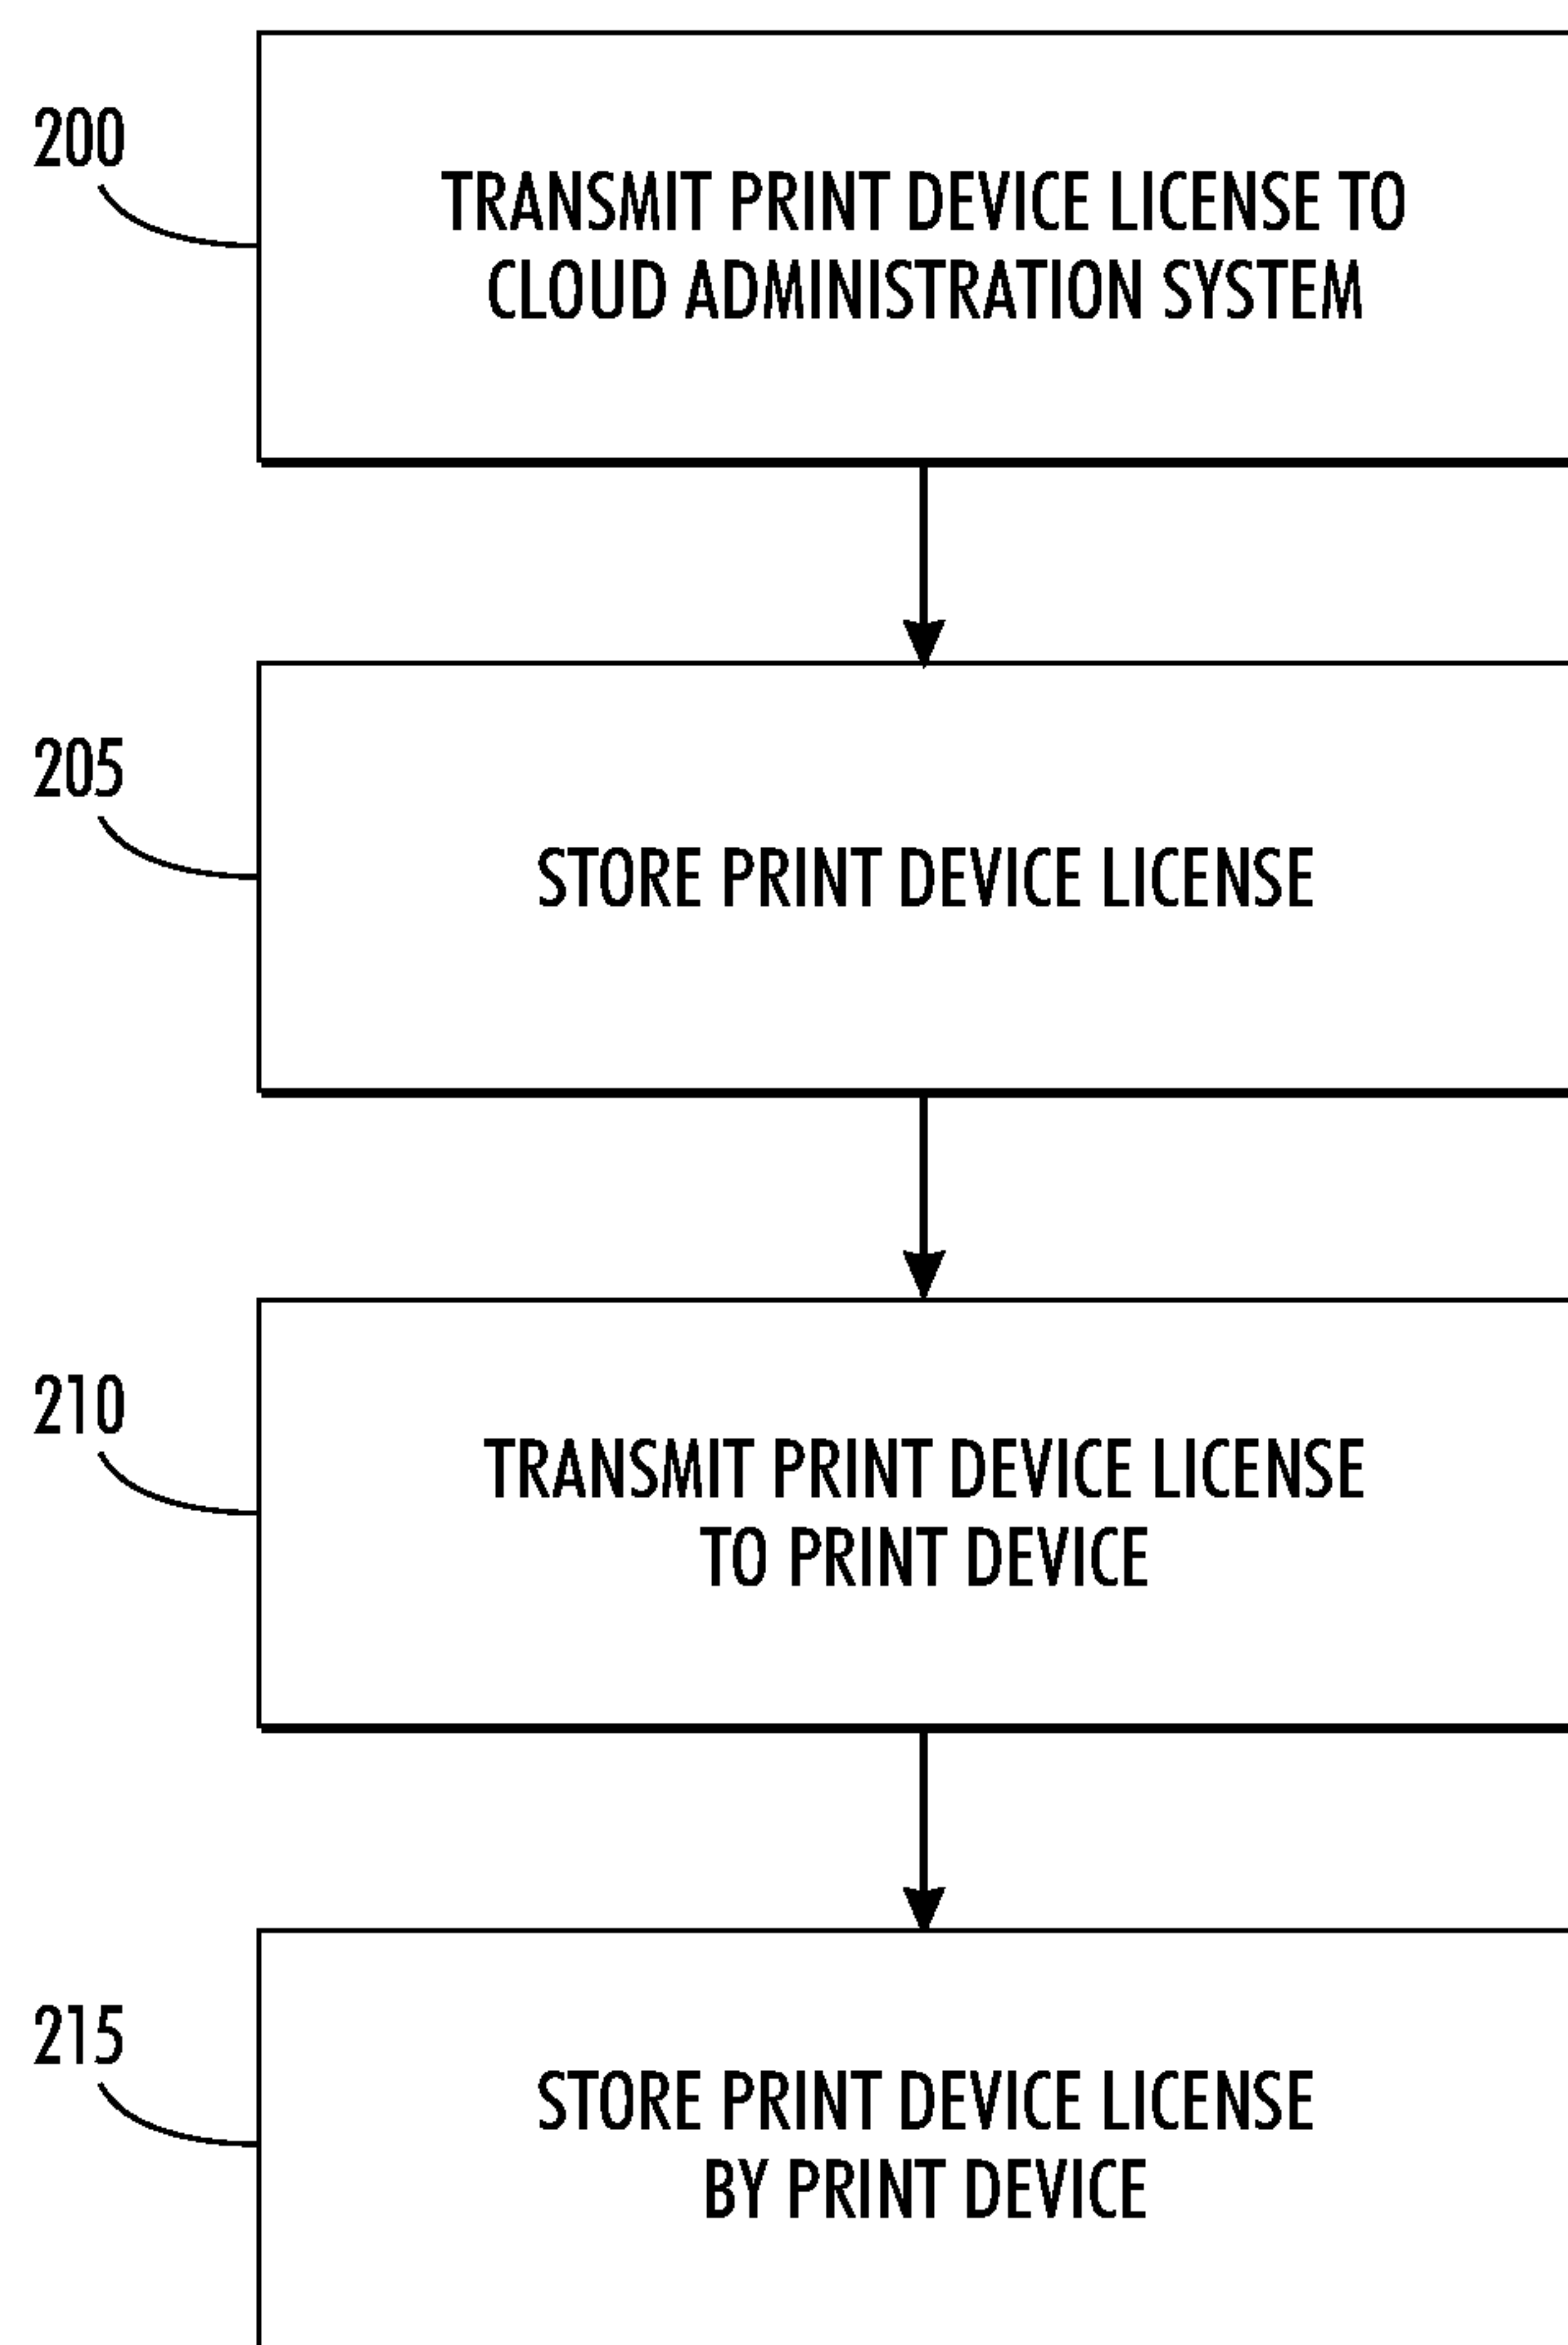 200
TRANSMIT PRINT DEVICE LICENSE TO
CLOUD ADMINISTRATION SYSTEM
205
STORE PRINT DEVICE LICENSE
210
TRANSMIT PRINT DEVICE LICENSE
TO PRINT DEVICE
215
STORE PRINT DEVICE LICENSE
BY PRINT DEVICE